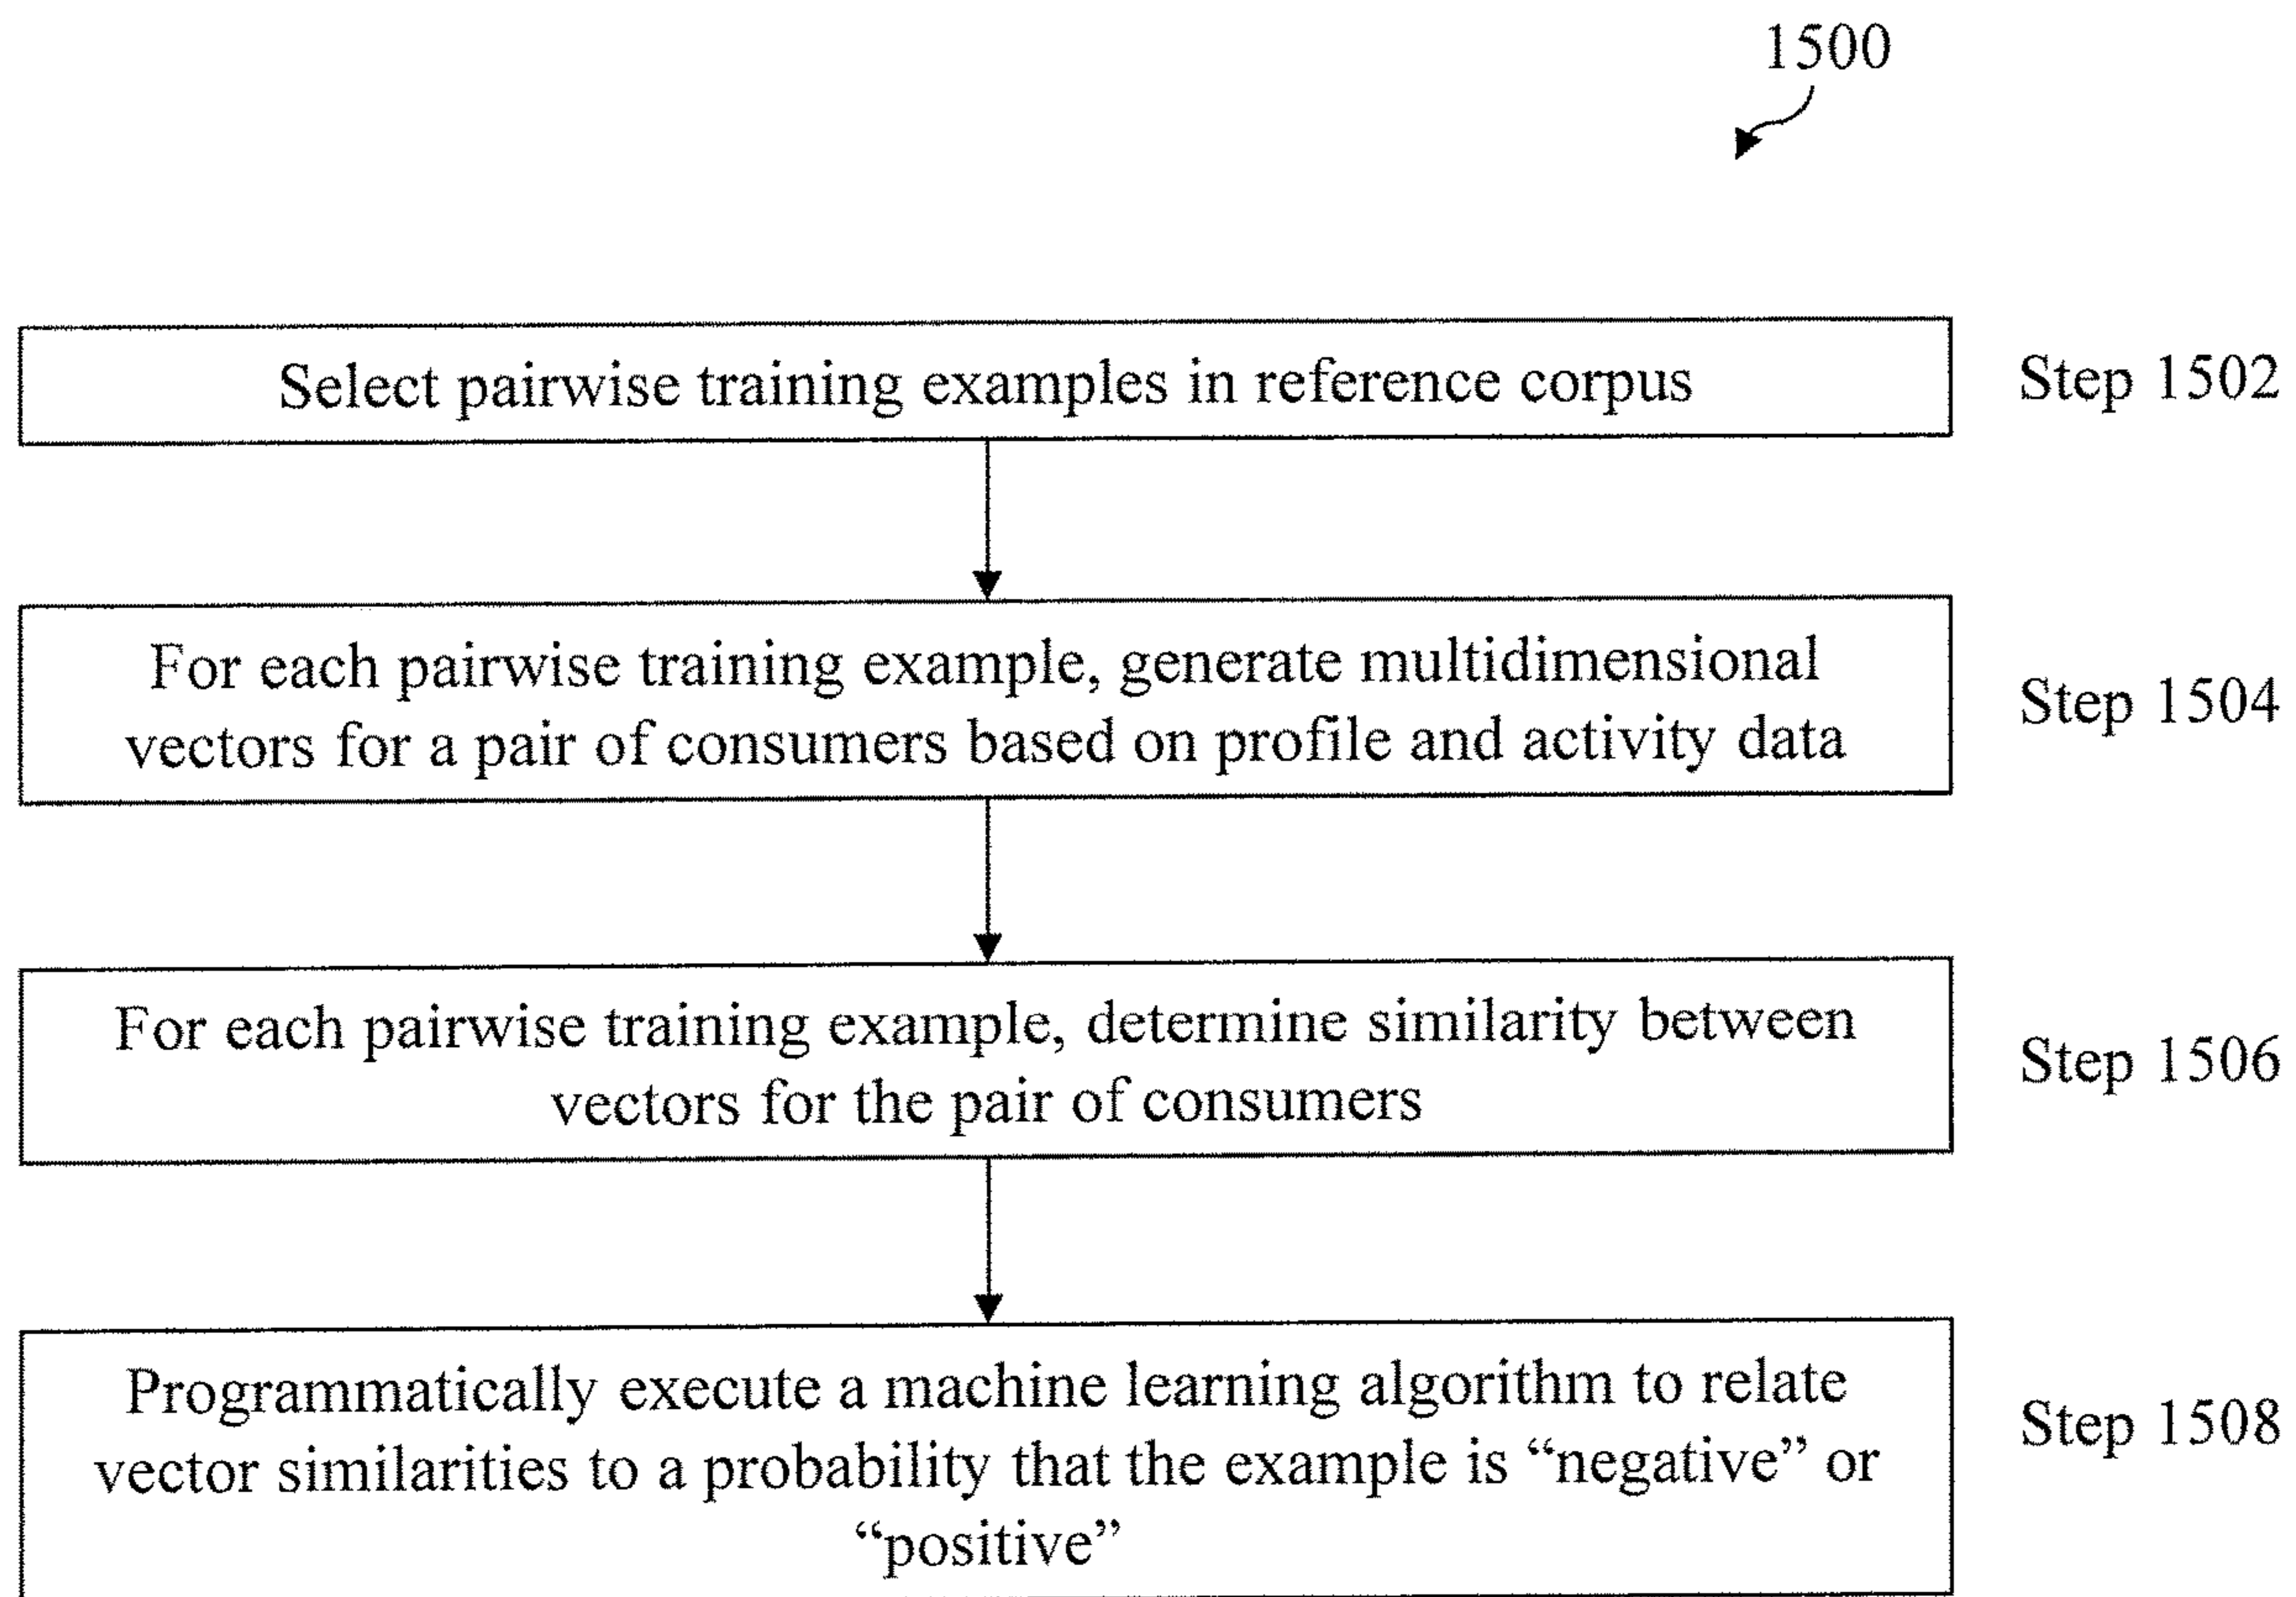 1500
Select pairwise training examples in reference corpus
Step 1502
For each pairwise training example, generate multidimensional
vectors for a pair of consumers based on profile and activity data
Step 1504
For each pairwise training example, determine similarity between
vectors for the pair of consumers
Step 1506
Programmatically execute a machine learning algorithm to relate
vector similarities to a probability that the example is “negative” or
“positive”
Step 1508